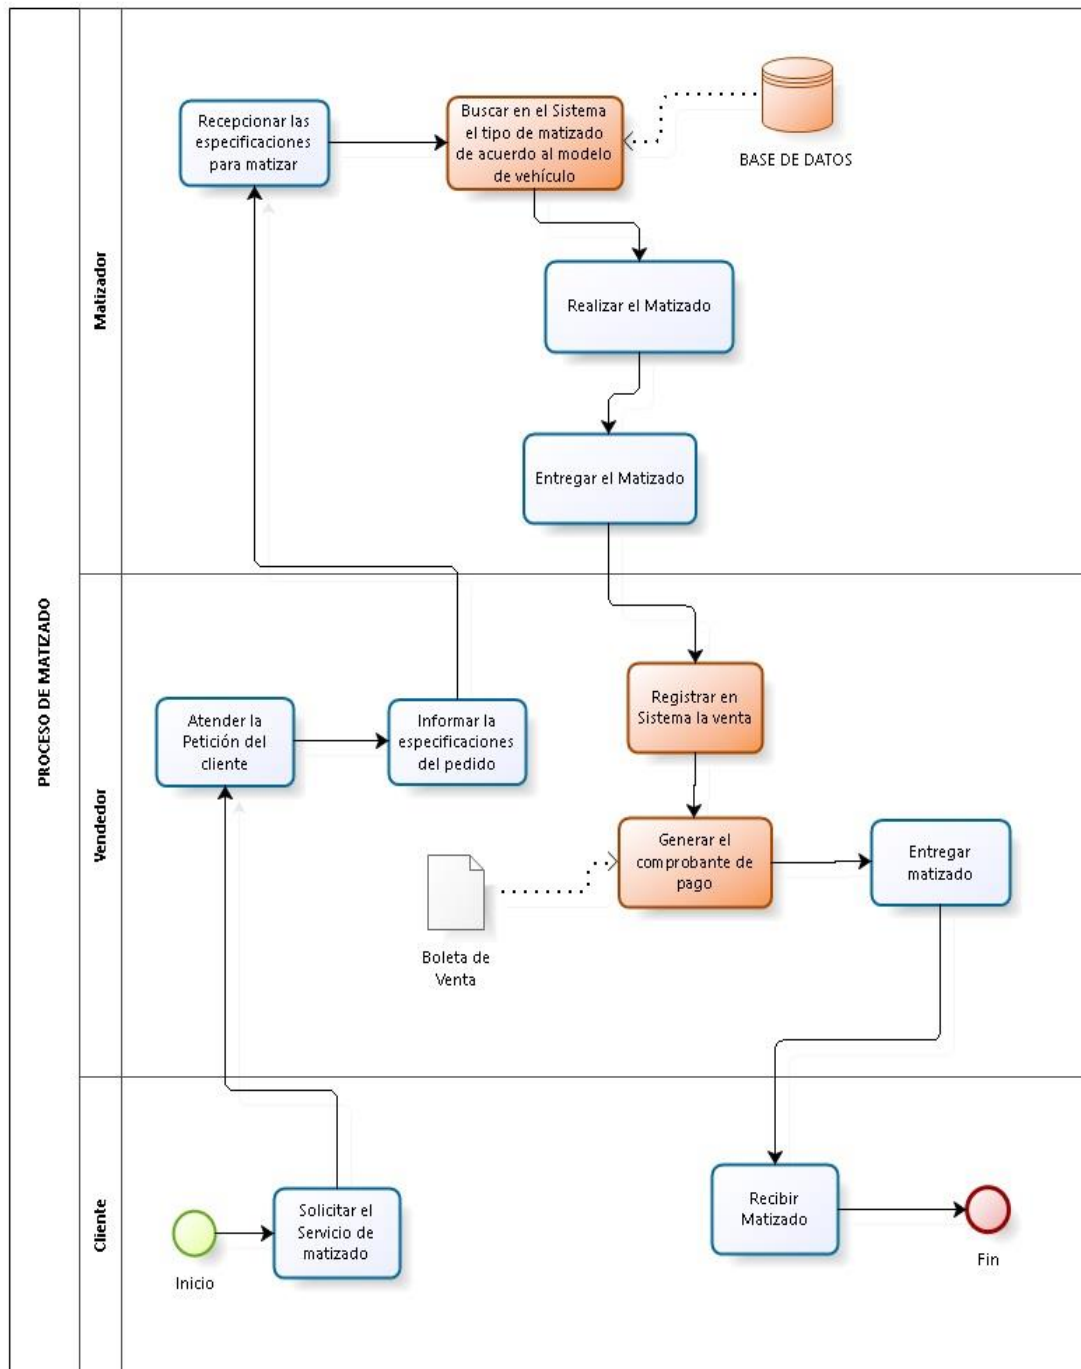 PROCESO DE MATIZADO
Matizador
Recepcionar las
especificaciones
para matizar
Buscar en el Sistema
el tipo de matizado
de acuerdo al modelo
de vehículo
BASE DE DATOS
Realizar el Matizado
Entregar el Matizado
Vendedor
Atender la
Petición del
cliente
Informar la
especificaciones
del pedido
Registrar en
Sistema la venta
Generar el
comprobante de
pago
Entregar
matizado
Boleta de
Venta
Cliente
Inicio
Solicitar el
Servicio de
matizado
Recibir
Matizado
Fin